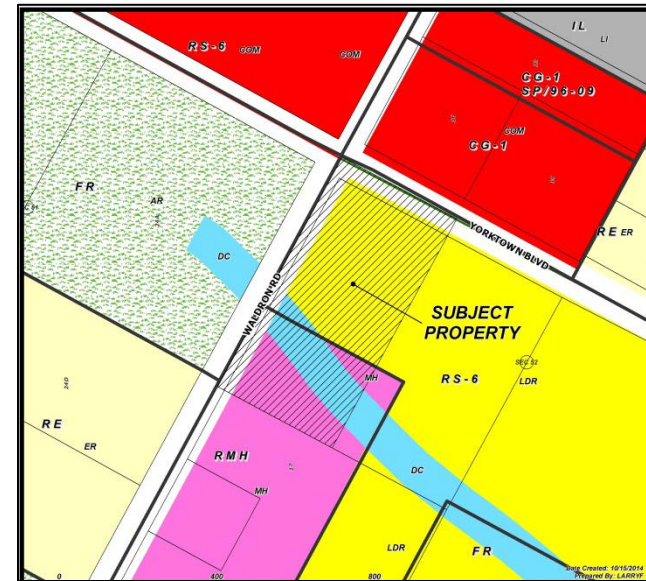 IL
LI
RS-6
COM
COM
CG-1
SP/96-09
COM
CG-1
FR
AR
RE
ER
YORKTOWN BLVD
DC
WALDRON RD
SUBJECT
PROPERTY
SEC 52
RS-6
LDR
MH
RE
ER
RMH
17
DC
MH
LDR
FR
0
400
800
Date Created: 10/15/2014
Prepared By: LARRYF